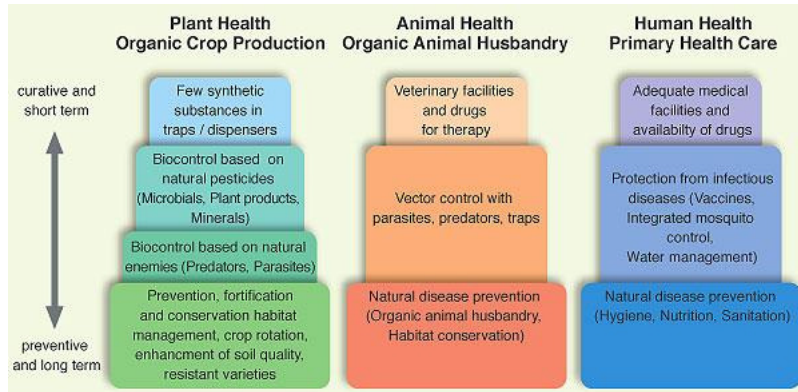 Plant Health
Organic Crop Production
Animal Health
Organic Animal Husbandry
Human Health
Primary Health Care
curative and
short term
preventive
and long term
Few synthetic
substances in
traps / dispensers
Biocontrol based on
natural pesticides
(Microbials, Plant products,
Minerals)
Biocontrol based on natural
enemies (Predators, Parasites)
Prevention, fortification
and conservation habitat
management, crop rotation,
enhancment of soil quality,
resistant varieties
Veterinary facilities
and drugs
for therapy
Vector control with
parasites, predators, traps
Natural disease prevention
(Organic animal husbandry,
Habitat conservation)
Adequate medical
facilities and
availabilty of drugs
Protection from infectious
diseases (Vaccines,
Integrated mosquito
control,
Water management)
Natural disease prevention
(Hygiene, Nutrition, Sanitation)